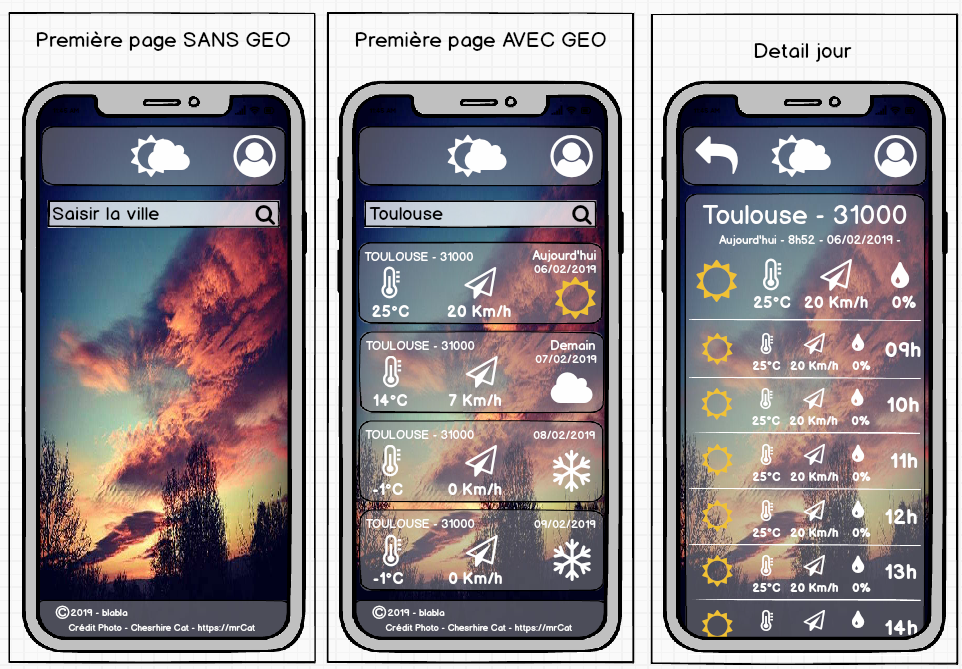 Première page SANS GEO
Saisir la ville
©2019 - blabla
Crédit Photo - Chesrhire Cat - https://mrCat
Première page AVEC GEO
Toulouse
TOULOUSE - 31000
Aujourd'hui
06/02/2019
25°C
20 Km/h
TOULOUSE - 31000
Demain
07/02/2019
14°C
7 Km/h
TOULOUSE - 31000
08/02/2019
-1°C
0 Km/h
TOULOUSE - 31000
09/02/2019
-1°C
0 Km/h
©2019 - blabla
Crédit Photo - Chesrhire Cat - https://mrCat
Detail jour
Toulouse - 31000
Aujourd'hui - 8h52 - 06/02/2019 -
25°C 20 Km/h 0%
09h
25°C 20 Km/h 0%
10h
25°C 20 Km/h 0%
11h
25°C 20 Km/h 0%
12h
25°C 20 Km/h 0%
13h
25°C 20 Km/h 0%
14h